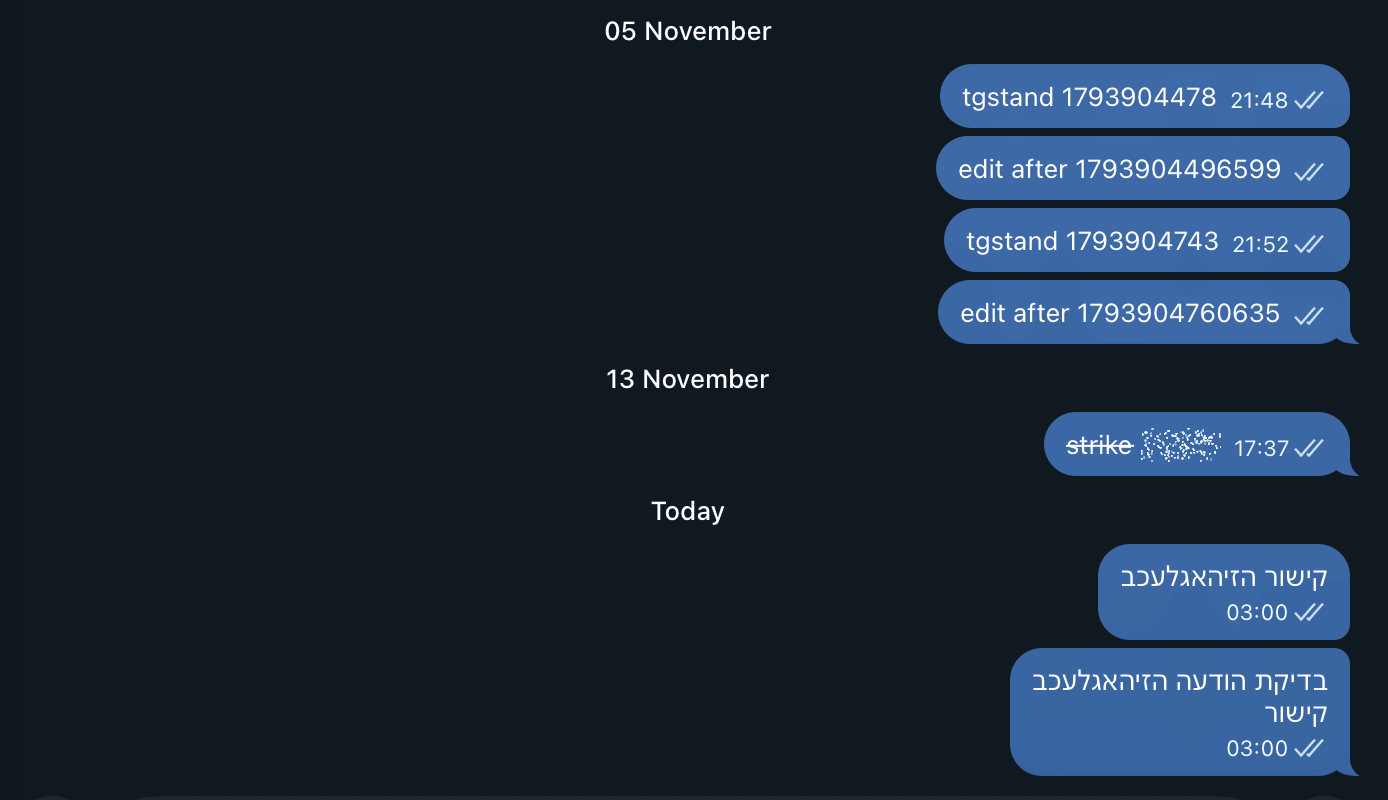 05 November
tgstand 1793904478 21:48
edit after 1793904496599
tgstand 1793904743 21:52
edit after 1793904760635
13 November
strike 17:37
Today
קישור הזיהאגלעכב
03:00
בדיקת הודעה הזיהאגלעכב
קישור
03:00